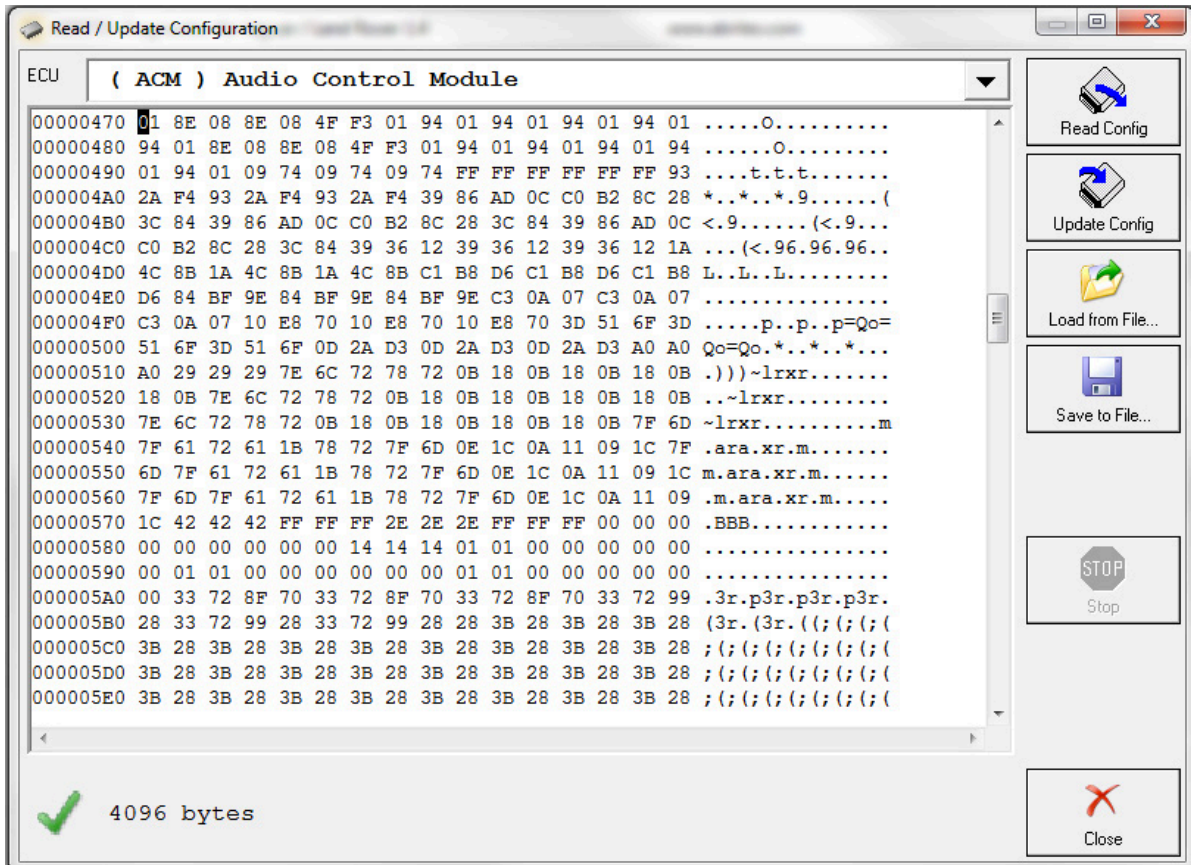 Read / Update Configuration
ECU
( ACM ) Audio Control Module
00000470 01 8E 08 8E 08 4F F3 01 94 01 94 01 94 01 94 01 .....O..........
00000480 94 01 8E 08 8E 08 4F F3 01 94 01 94 01 94 01 94 ......O.........
00000490 01 94 01 09 74 09 74 09 74 FF FF FF FF FF FF 93 ....t.t.t.......
000004A0 2A F4 93 2A F4 93 2A F4 39 86 AD 0C C0 B2 8C 28 *..*..*.9......(
000004B0 3C 84 39 86 AD 0C C0 B2 8C 28 3C 84 39 86 AD 0C <.9......(<.9...
000004C0 C0 B2 8C 28 3C 84 39 36 12 39 36 12 39 36 12 1A ...(<.96.96.96..
000004D0 4C 8B 1A 4C 8B 1A 4C 8B C1 B8 D6 C1 B8 D6 C1 B8 L..L..L.........
000004E0 D6 84 BF 9E 84 BF 9E 84 BF 9E C3 0A 07 C3 0A 07 ................
000004F0 C3 0A 07 10 E8 70 10 E8 70 10 E8 70 3D 51 6F 3D .....p..p..p=Qo=
00000500 51 6F 3D 51 6F 0D 2A D3 0D 2A D3 0D 2A D3 A0 A0 Qo=Qo.*..*..*...
00000510 A0 29 29 29 7E 6C 72 78 72 0B 18 0B 18 0B 18 0B .)))~lrxr.......
00000520 18 0B 7E 6C 72 78 72 0B 18 0B 18 0B 18 0B 18 0B ..~lrxr.........
00000530 7E 6C 72 78 72 0B 18 0B 18 0B 18 0B 18 0B 7F 6D ~lrxr..........m
00000540 7F 61 72 61 1B 78 72 7F 6D 0E 1C 0A 11 09 1C 7F .ara.xr.m.......
00000550 6D 7F 61 72 61 1B 78 72 7F 6D 0E 1C 0A 11 09 1C m.ara.xr.m......
00000560 7F 6D 7F 61 72 61 1B 78 72 7F 6D 0E 1C 0A 11 09 .m.ara.xr.m.....
00000570 1C 42 42 42 FF FF FF 2E 2E 2E FF FF FF 00 00 00 .BBB............
00000580 00 00 00 00 00 00 14 14 14 01 01 00 00 00 00 00 ................
00000590 00 01 01 00 00 00 00 00 00 01 01 00 00 00 00 00 ................
000005A0 00 33 72 8F 70 33 72 8F 70 33 72 8F 70 33 72 99 .3r.p3r.p3r.p3r.
000005B0 28 33 72 99 28 33 72 99 28 28 3B 28 3B 28 3B 28 (3r.(3r.((;(;(;(
000005C0 3B 28 3B 28 3B 28 3B 28 3B 28 3B 28 3B 28 3B 28 ;(;(;(;(;(;(;(;(
000005D0 3B 28 3B 28 3B 28 3B 28 3B 28 3B 28 3B 28 3B 28 ;(;(;(;(;(;(;(;(
000005E0 3B 28 3B 28 3B 28 3B 28 3B 28 3B 28 3B 28 3B 28 ;(;(;(;(;(;(;(;(
4096 bytes
Read Config
Update Config
Load from File...
Save to File...
STOP
Stop
Close